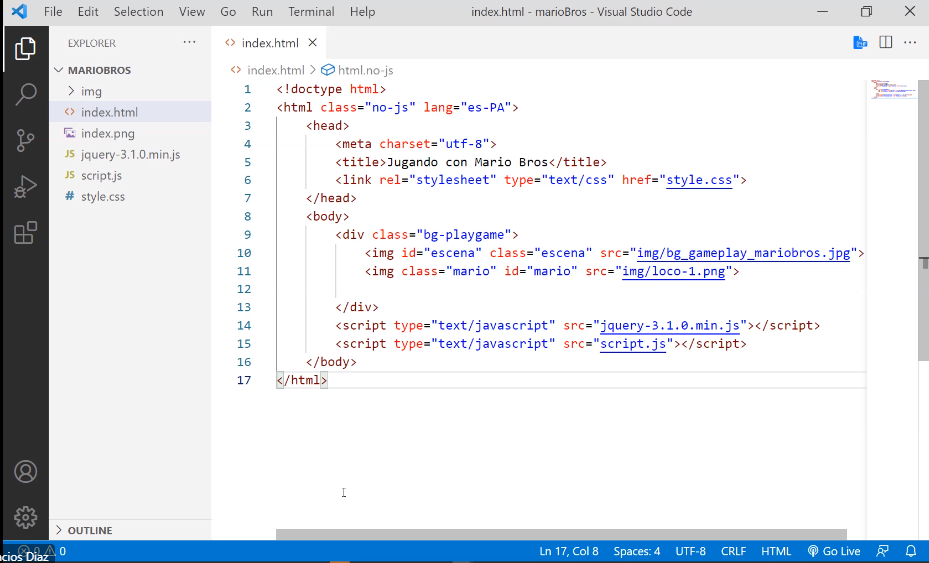 File Edit Selection View Go Run Terminal Help index.html - marioBros - Visual Studio Code
EXPLORER ···
index.html
MARIOBROS
index.html > html.no-js
img
index.html
index.png
JS jquery-3.1.0.min.js
JS script.js
# style.css
1 <!doctype html>
2 <html class="no-js" lang="es-PA">
3 <head>
4 <meta charset="utf-8">
5 <title>Jugando con Mario Bros</title>
6 <link rel="stylesheet" type="text/css" href="style.css">
7 </head>
8 <body>
9 <div class="bg-playgame">
10 <img id="escena" class="escena" src="img/bg_gameplay_mariobros.jpg">
11 <img class="mario" id="mario" src="img/loco-1.png">
12
13 </div>
14 <script type="text/javascript" src="jquery-3.1.0.min.js"></script>
15 <script type="text/javascript" src="script.js"></script>
16 </body>
17 </html>
OUTLINE
acios Díaz 0 0 Ln 17, Col 8 Spaces: 4 UTF-8 CRLF HTML Go Live